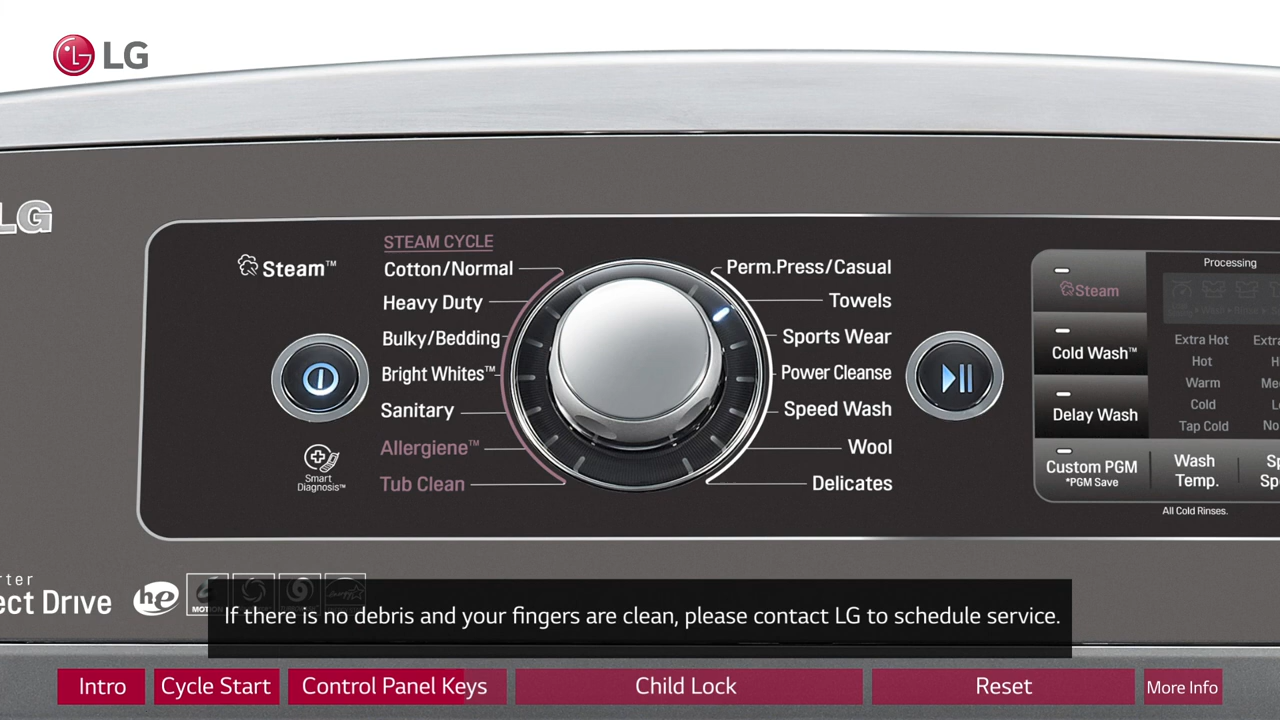 LG
LG
Steam™
STEAM CYCLE
Cotton/Normal
Heavy Duty
Bulky/Bedding
Bright Whites™
Sanitary
Allergiene™
Tub Clean
Perm.Press/Casual
Towels
Sports Wear
Power Cleanse
Speed Wash
Wool
Delicates
Smart
Diagnosis™
Steam
Cold Wash™
Delay Wash
Custom PGM
*PGM Save
Processing
Extra Hot
Hot
Warm
Cold
Tap Cold
Wash
Temp.
All Cold Rinses.
rter
ect Drive
he
MOTION
If there is no debris and your fingers are clean, please contact LG to schedule service.
Intro
Cycle Start
Control Panel Keys
Child Lock
Reset
More Info